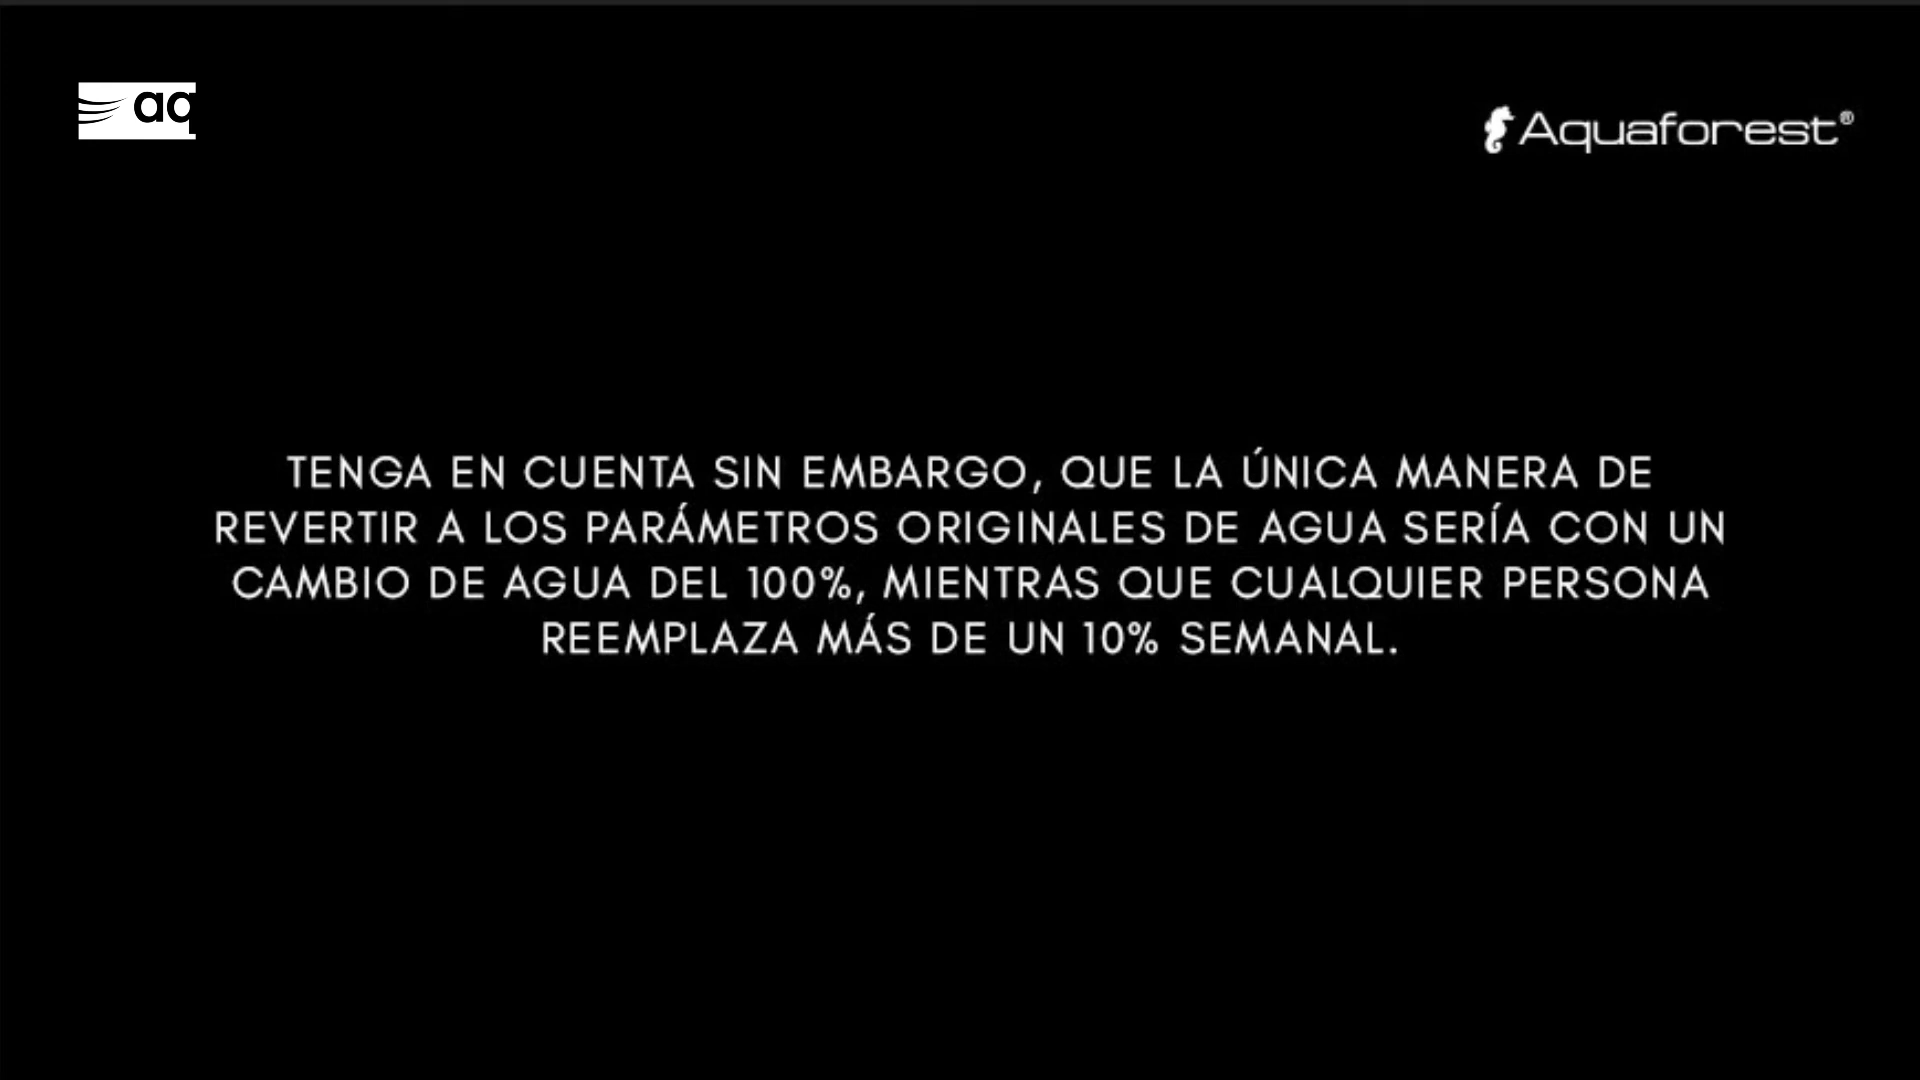 aq
Aquaforest®
TENGA EN CUENTA SIN EMBARGO, QUE LA ÚNICA MANERA DE
REVERTIR A LOS PARÁMETROS ORIGINALES DE AGUA SERÍA CON UN
CAMBIO DE AGUA DEL 100%, MIENTRAS QUE CUALQUIER PERSONA
REEMPLAZA MÁS DE UN 10% SEMANAL.